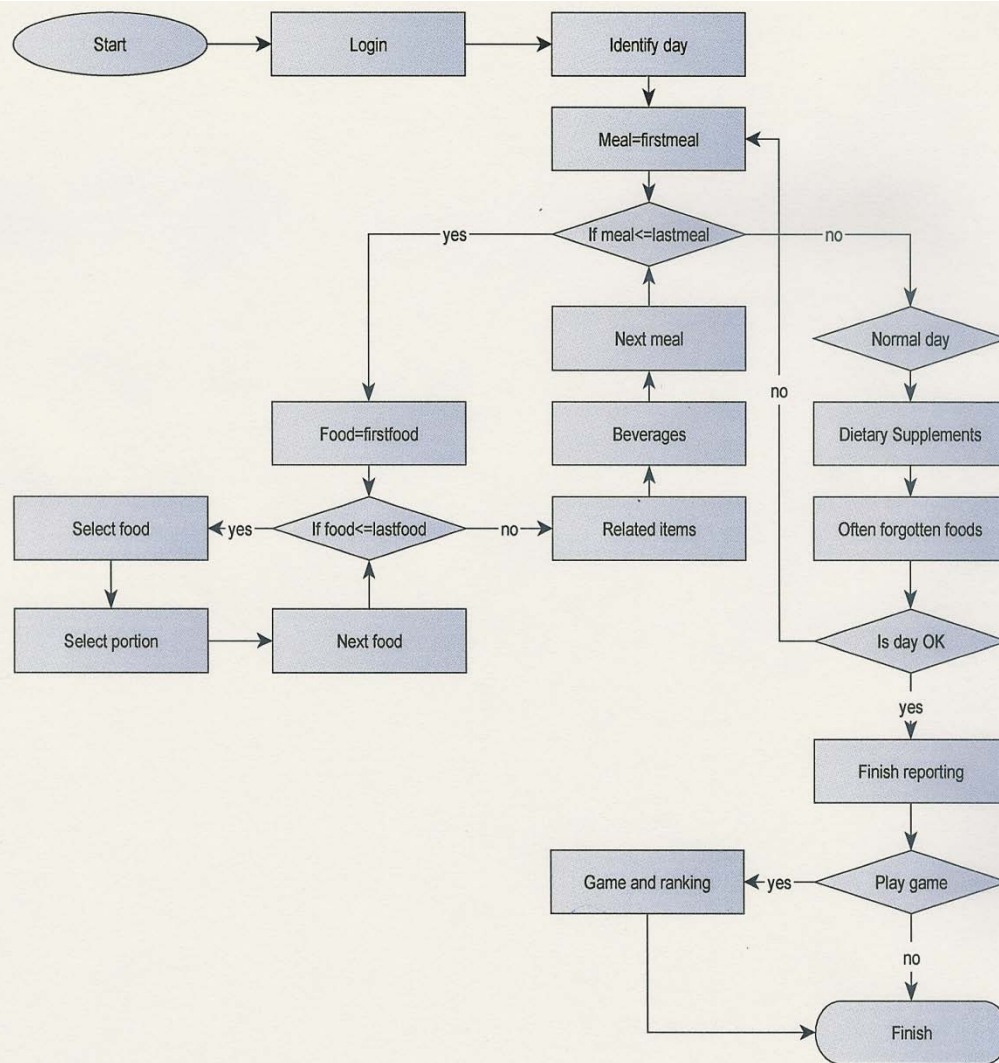 Start
Login
Identify day
Meal=firstmeal
If meal<=lastmeal
yes
no
Next meal
Normal day
no
Food=firstfood
Beverages
Dietary Supplements
Select food
yes
If food<=lastfood
no
Related items
Often forgotten foods
Select portion
Next food
Is day OK
yes
Finish reporting
Game and ranking
yes
Play game
no
Finish